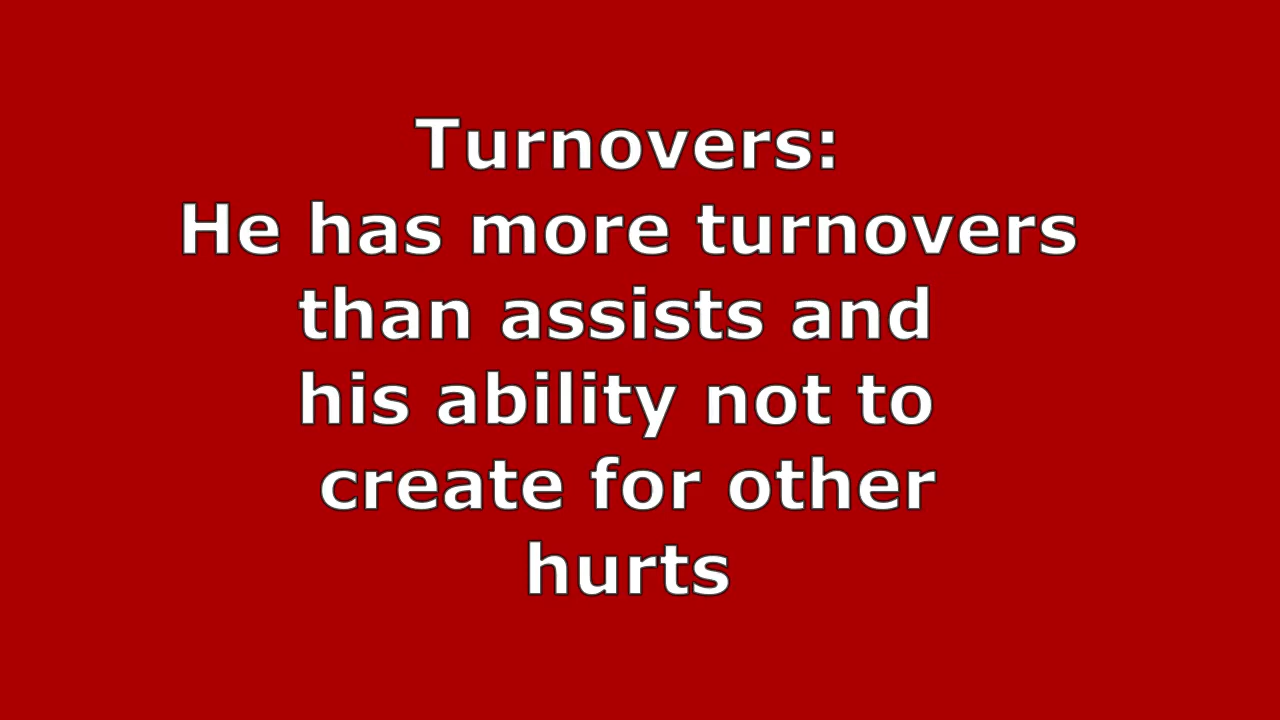 Turnovers:
He has more turnovers
than assists and
his ability not to
create for other
hurts